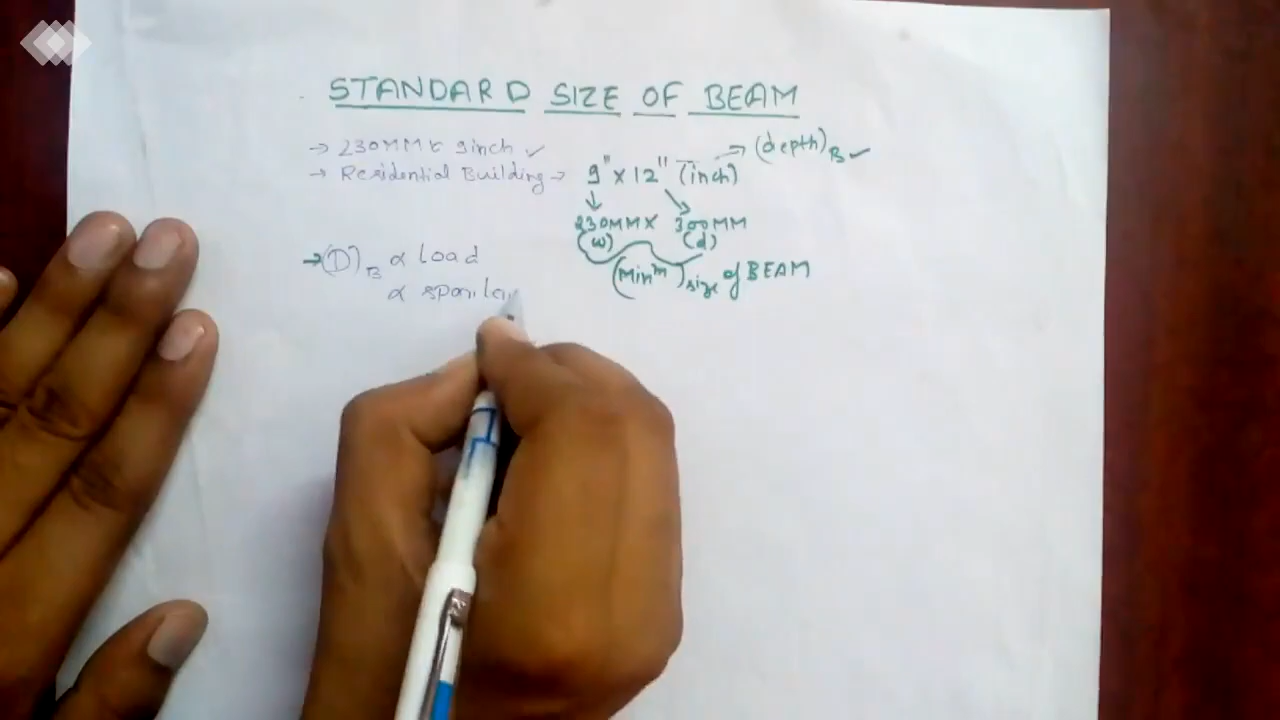 STANDARD SIZE OF BEAM
→ 230MM & 9inch ✓
→ Residential Building → 9" × 12" (inch) → (depth)B ✓
↓ ↘
230MM × 300MM
(w) (d)
(Minm)size of BEAM
→ (D)B ∝ load
∝ span